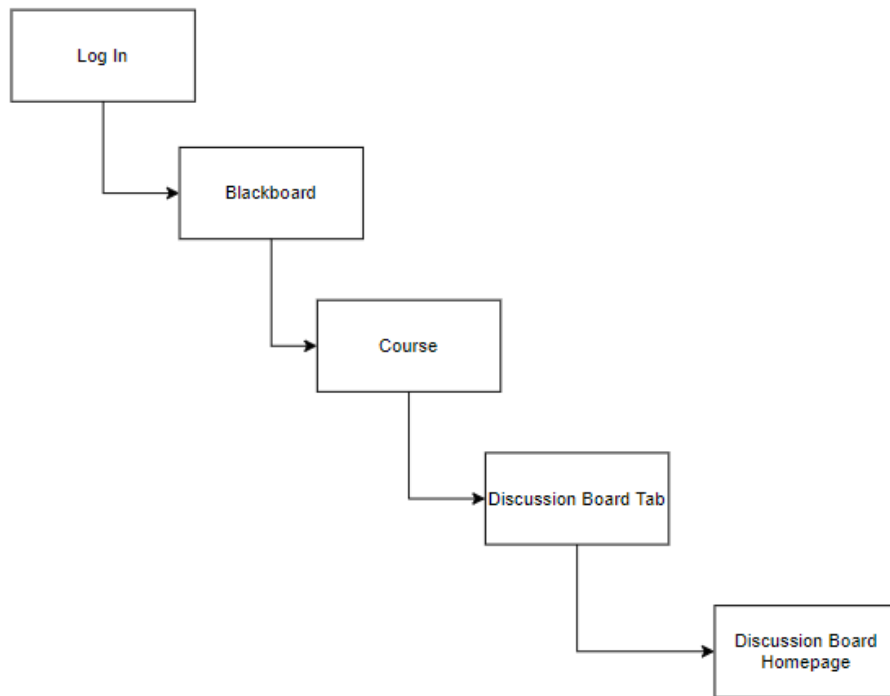 Log In
Blackboard
Course
Discussion Board Tab
Discussion Board
Homepage